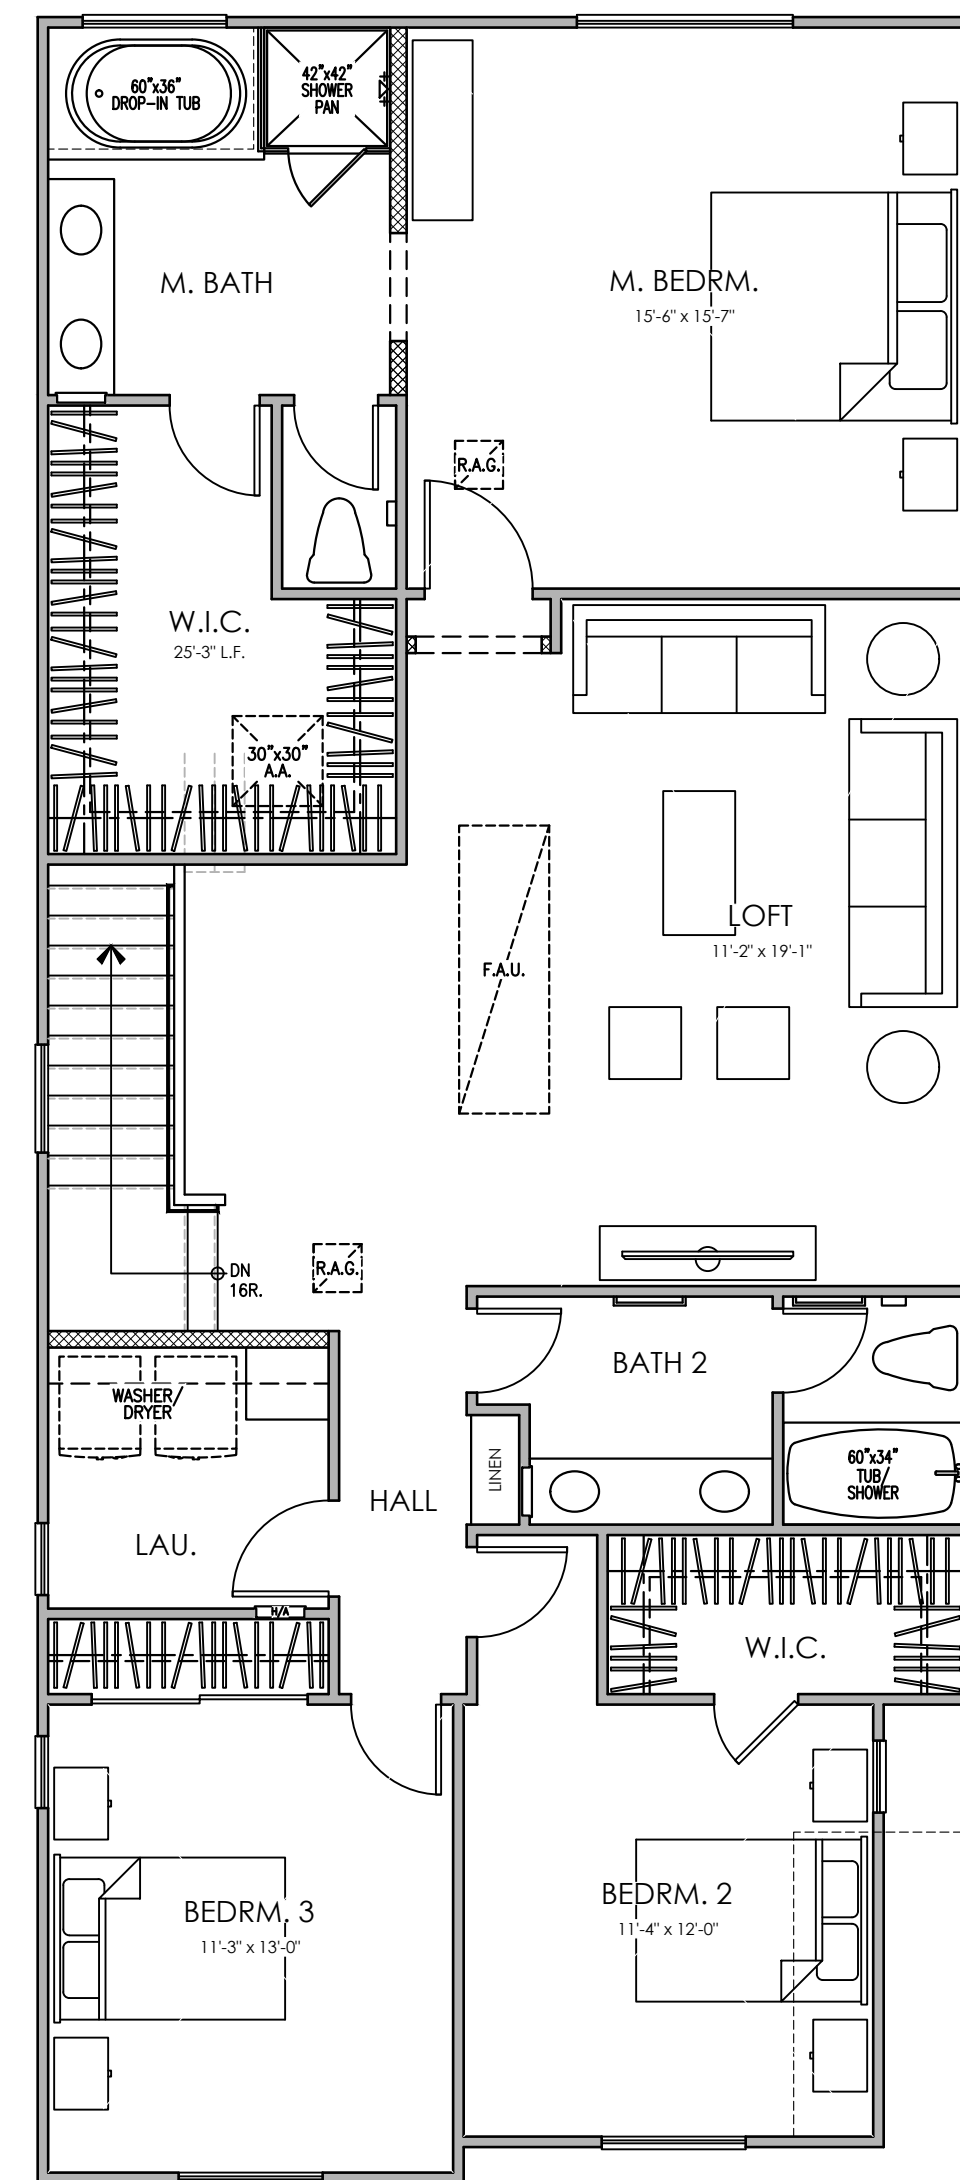 60"x36"
DROP-IN TUB
42"x42"
SHOWER
PAN
M. BATH
M. BEDRM.
15'-6" x 15'-7"
R.A.G.
W.I.C.
25'-3" L.F.
30"x30"
A.A.
LOFT
11'-2" x 19'-1"
F.A.U.
DN
16R.
R.A.G.
BATH 2
WASHER/
DRYER
LINEN
60"x34"
TUB/
SHOWER
HALL
LAU.
H/A
W.I.C.
BEDRM. 3
11'-3" x 13'-0"
BEDRM. 2
11'-4" x 12'-0"